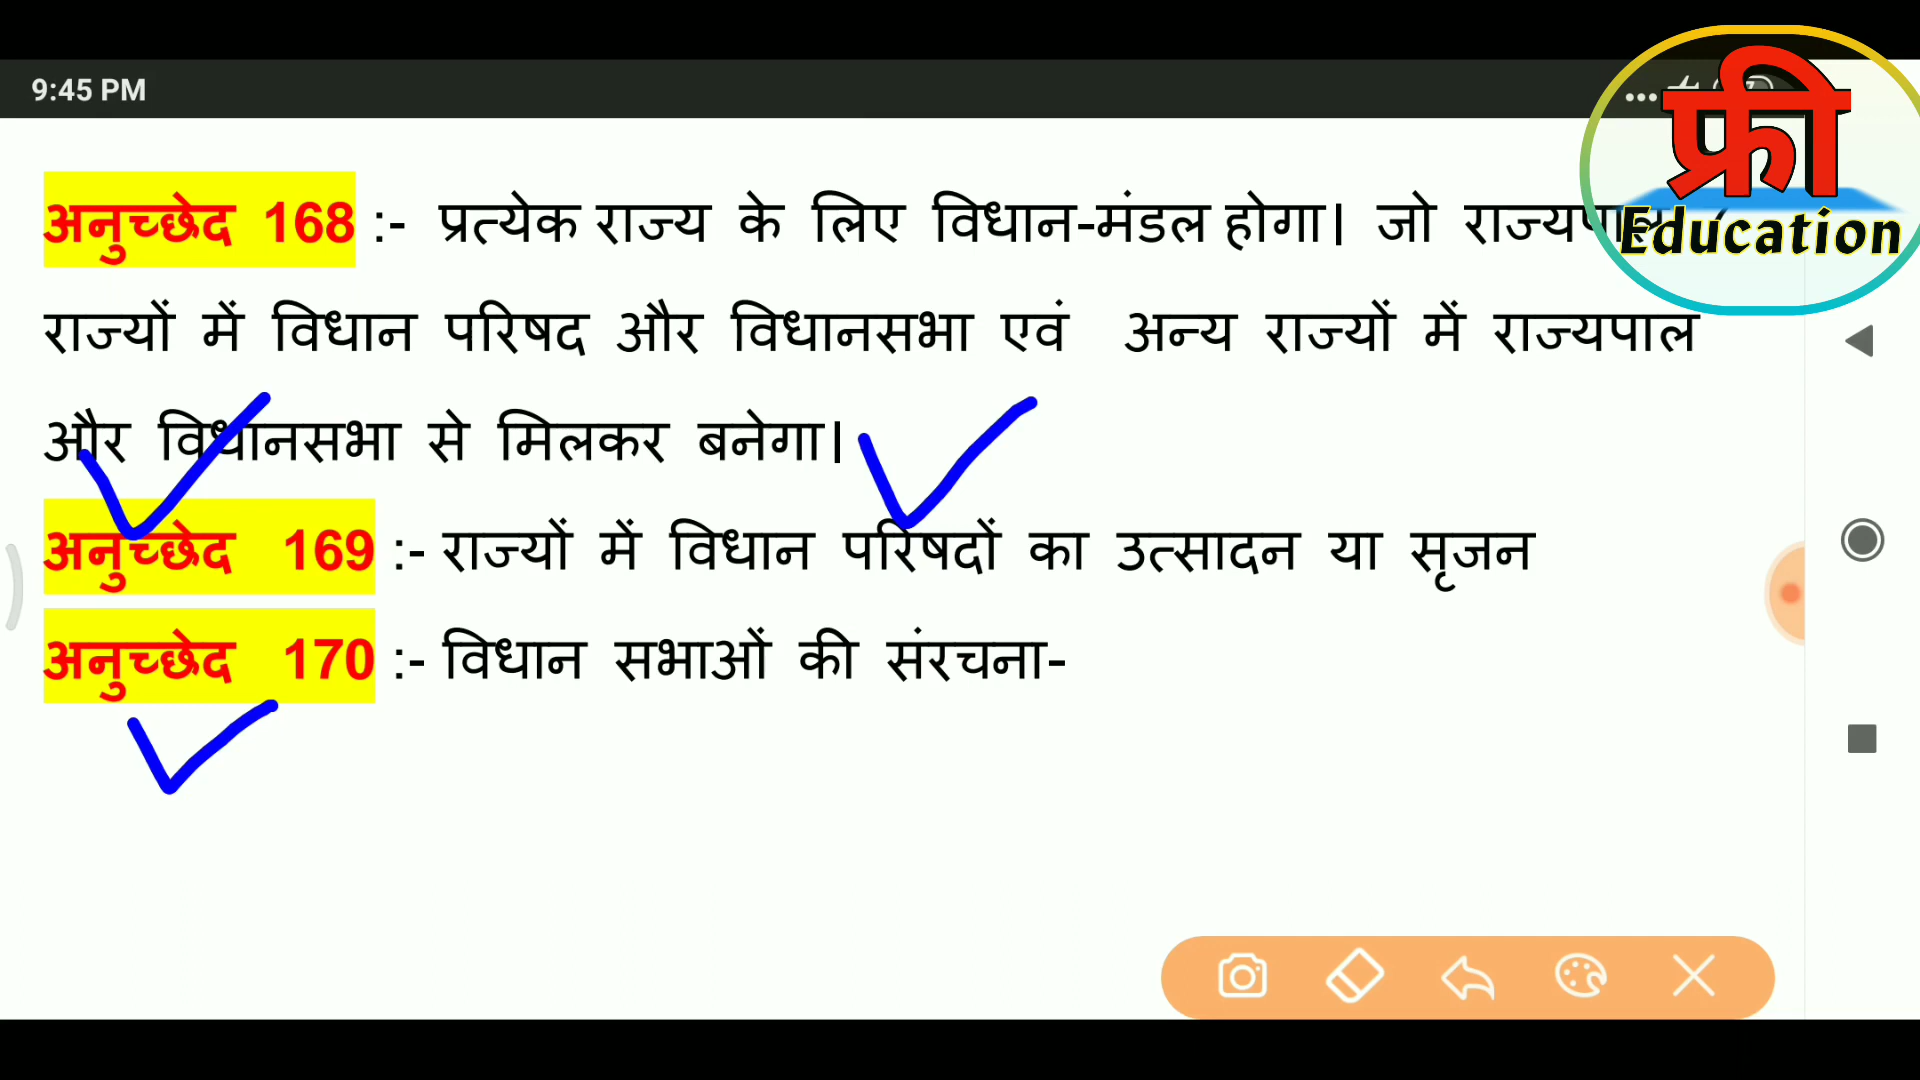 9:45 PM
फ्री
Education
अनुच्छेद 168 :- प्रत्येक राज्य के लिए विधान-मंडल होगा। जो राज्यपाल
राज्यों में विधान परिषद और विधानसभा एवं अन्य राज्यों में राज्यपाल
और विधानसभा से मिलकर बनेगा।
अनुच्छेद 169 :- राज्यों में विधान परिषदों का उत्सादन या सृजन
अनुच्छेद 170 :- विधान सभाओं की संरचना-